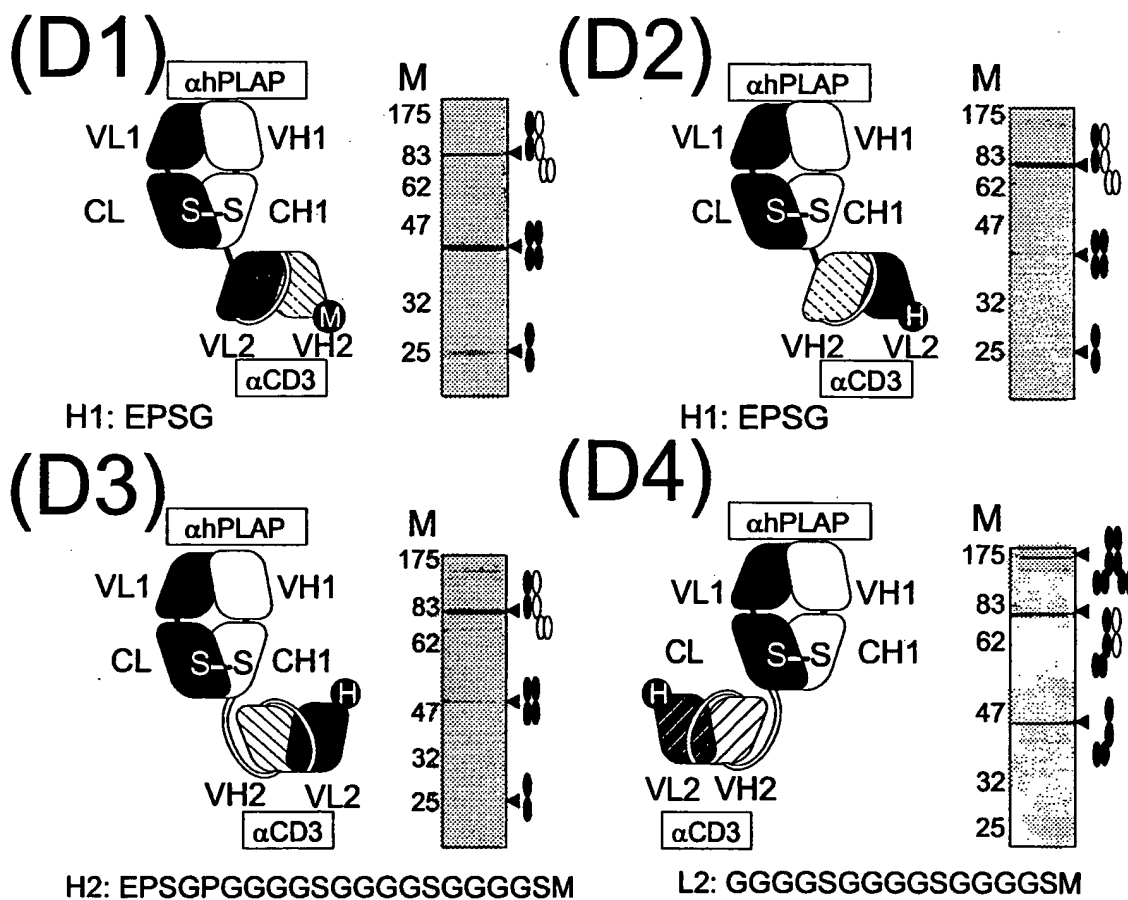 (D1)
αhPLAP
VL1
VH1
CL
S--S
CH1
M
VL2
VH2
αCD3
H1: EPSG
M
175
83
62
47
32
25
(D2)
αhPLAP
VL1
VH1
CL
S--S
CH1
H
VH2
VL2
αCD3
H1: EPSG
M
175
83
62
47
32
25
(D3)
αhPLAP
VL1
VH1
CL
S--S
CH1
H
VH2
VL2
αCD3
H2: EPSGPGGGGSGGGGSGGGGSM
M
175
83
62
47
32
25
(D4)
αhPLAP
VL1
VH1
CL
S--S
CH1
H
VL2
VH2
αCD3
L2: GGGGSGGGGSGGGGSM
M
175
83
62
47
32
25